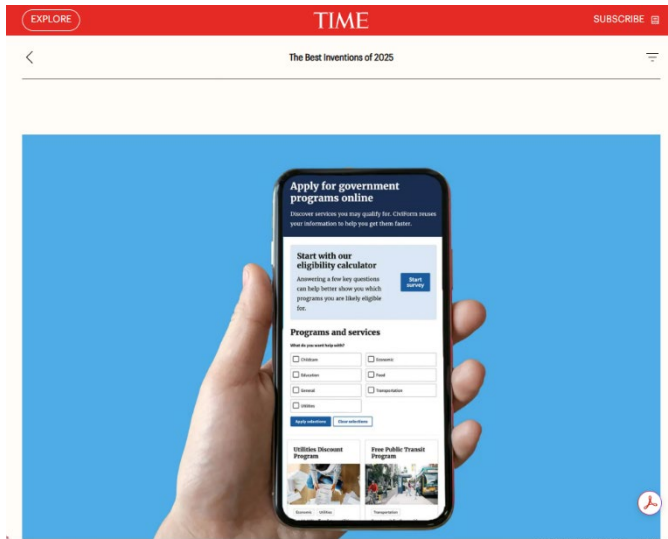 EXPLORE
TIME
SUBSCRIBE
The Best Inventions of 2025
Apply for government
programs online
Discover services you may qualify for. CiviForm reuses
your information to help you get them faster.
Start with our
eligibility calculator
Answering a few key questions
can help better show you which
programs you are likely eligible
for.
Start
survey
Programs and services
What do you want help with?
Childcare
Economic
Education
Food
General
Transportation
Utilities
Apply selections
Clear selections
Utilities Discount
Program
Free Public Transit
Program
Economic
Utilities
Transportation